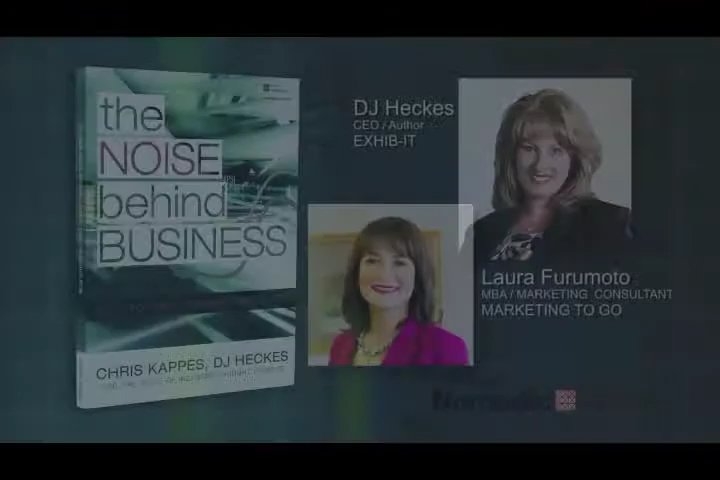 the
NOISE
behind
BUSINESS
CHRIS KAPPES, DJ HECKES
DJ Heckes
CEO / Author
EXHIB-IT
Laura Furumoto
MBA / MARKETING CONSULTANT
MARKETING TO GO